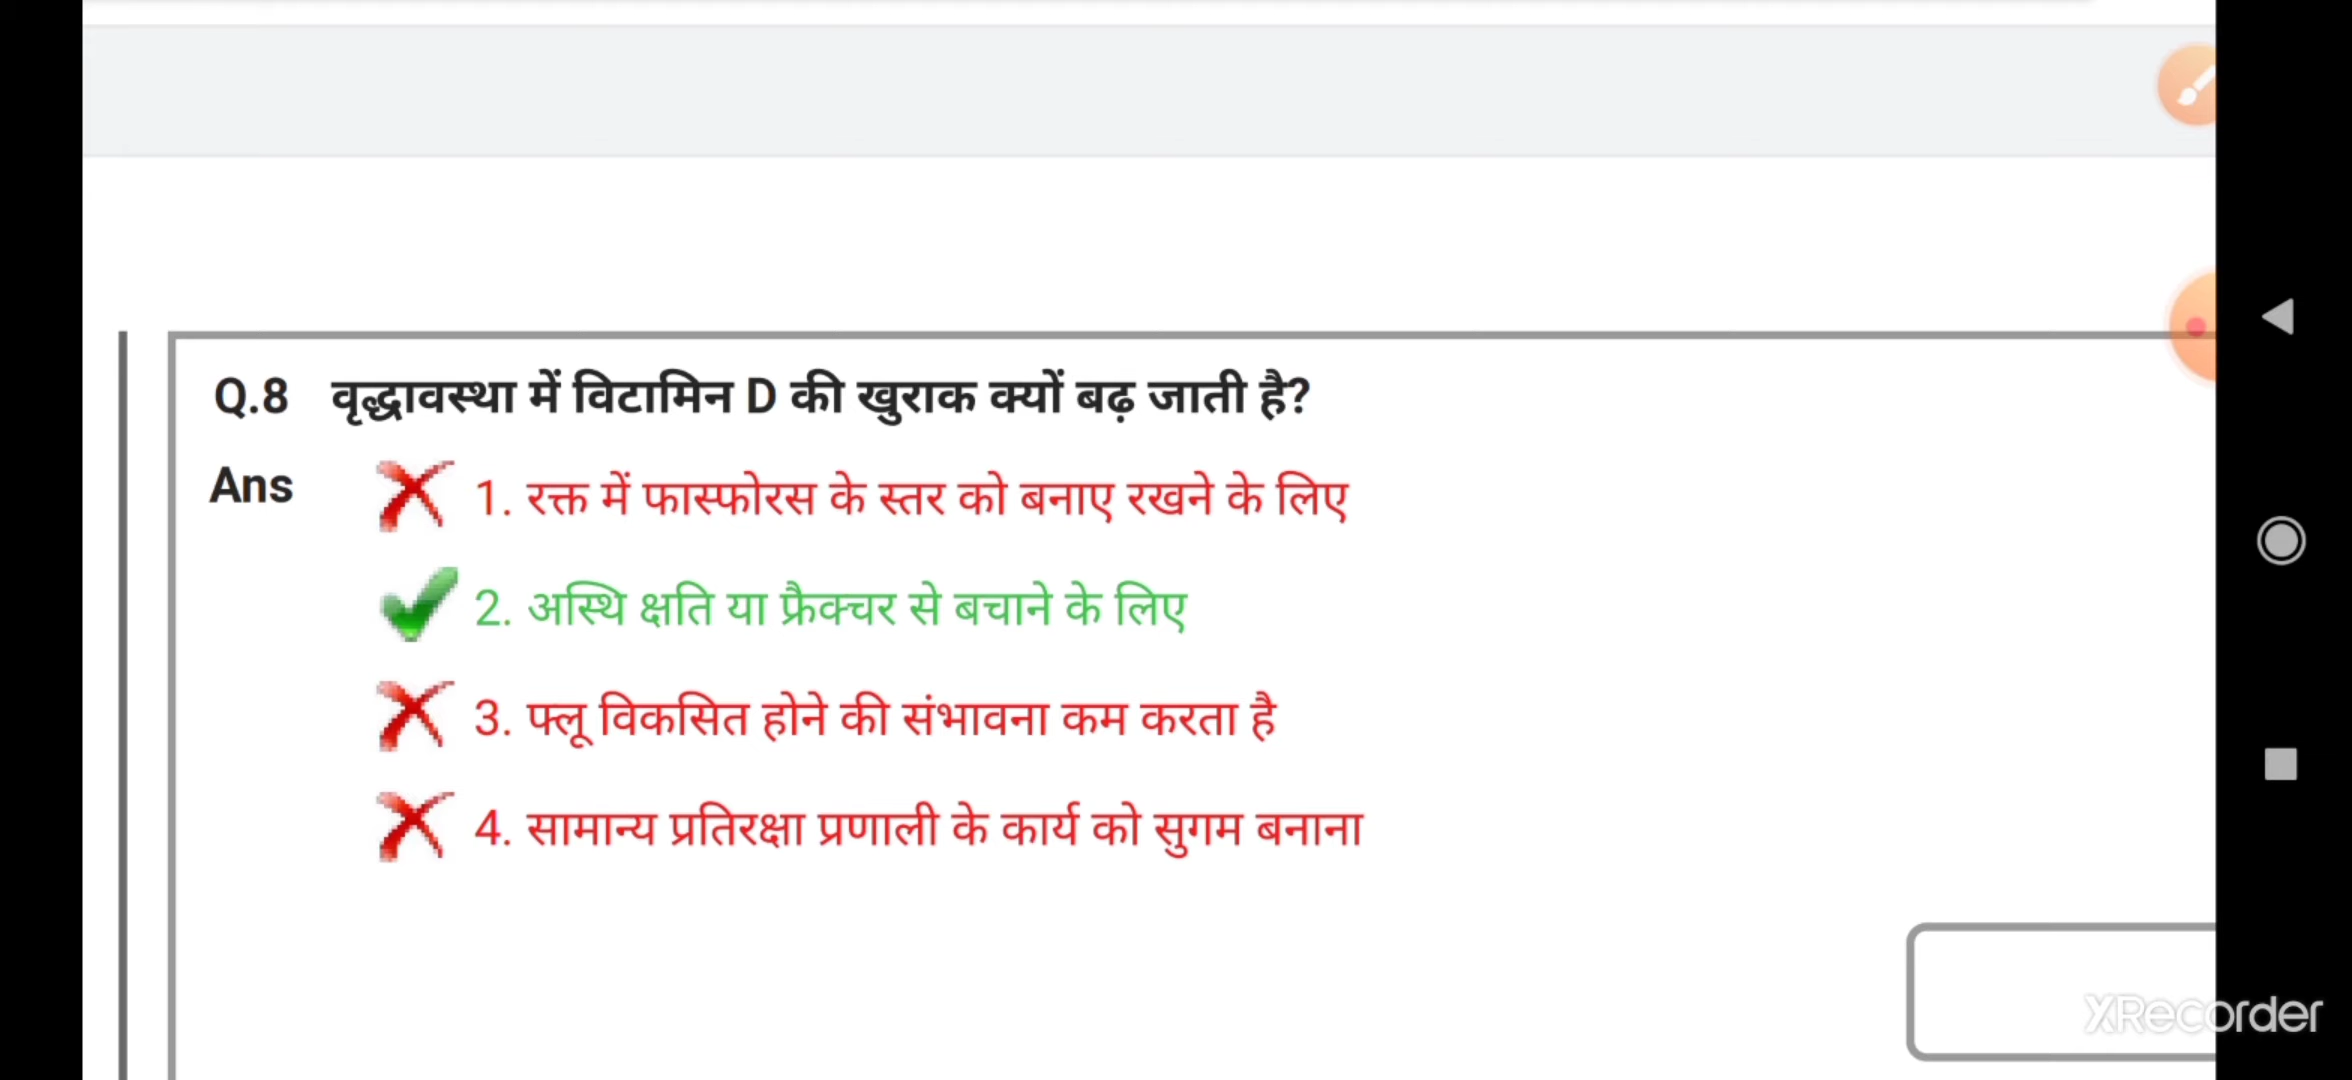 Q.8 वृद्धावस्था में विटामिन D की खुराक क्यों बढ़ जाती है?
Ans 1. रक्त में फास्फोरस के स्तर को बनाए रखने के लिए
2. अस्थि क्षति या फ्रैक्चर से बचाने के लिए
3. फ्लू विकसित होने की संभावना कम करता है
4. सामान्य प्रतिरक्षा प्रणाली के कार्य को सुगम बनाना
XRecorder